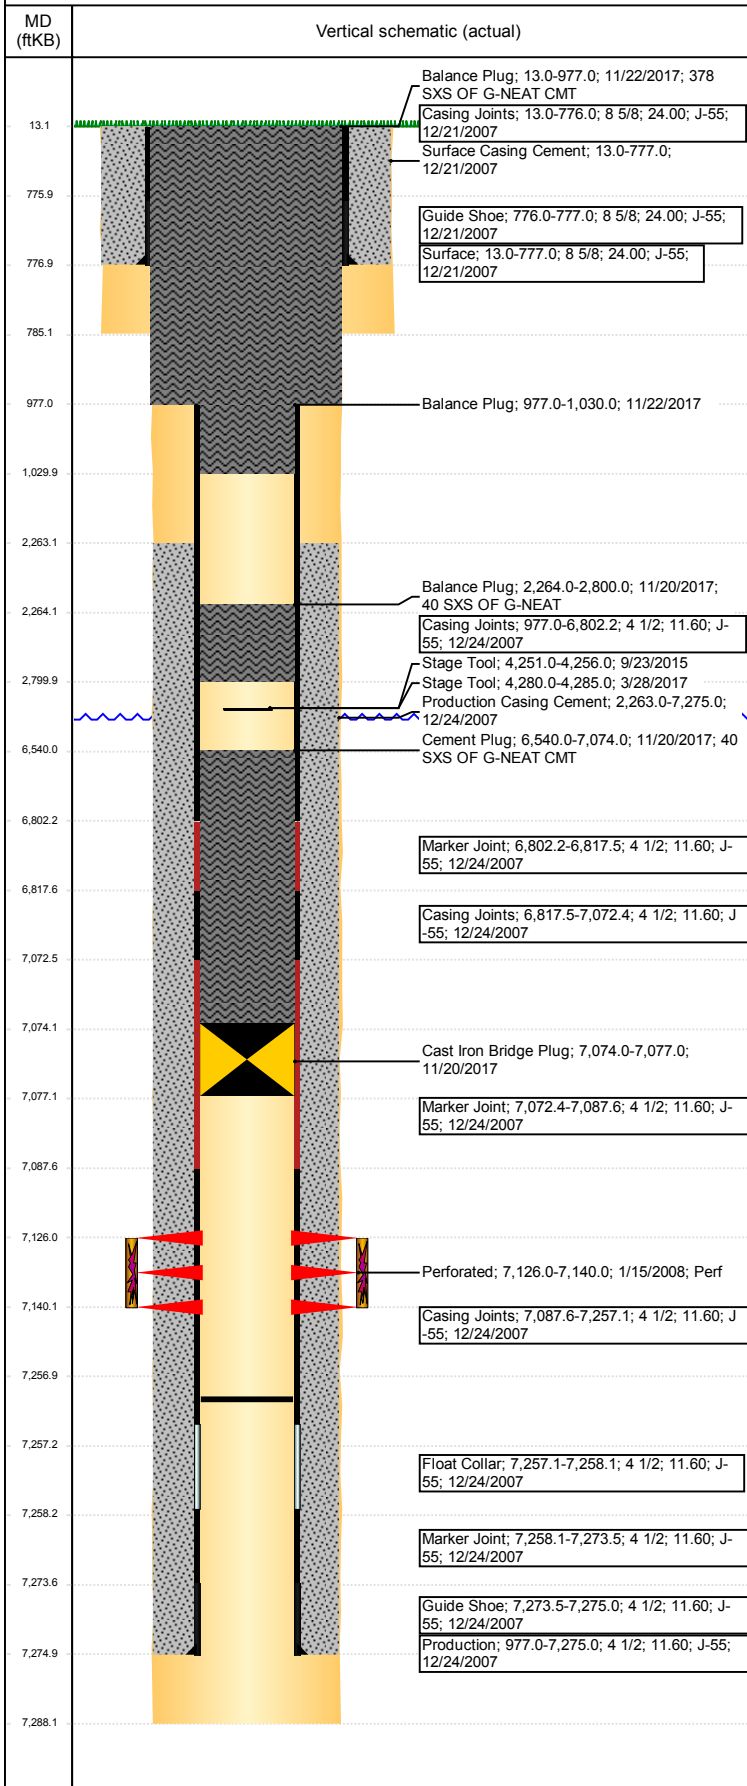 MD
(ftKB)
Vertical schematic (actual)
Balance Plug; 13.0-977.0; 11/22/2017; 378
SXS OF G-NEAT CMT
13.1
Casing Joints; 13.0-776.0; 8 5/8; 24.00; J-55;
12/21/2007
Surface Casing Cement; 13.0-777.0;
12/21/2007
775.9
Guide Shoe; 776.0-777.0; 8 5/8; 24.00; J-55;
12/21/2007
Surface; 13.0-777.0; 8 5/8; 24.00; J-55;
12/21/2007
776.9
785.1
977.0
Balance Plug; 977.0-1,030.0; 11/22/2017
1,029.9
2,263.1
Balance Plug; 2,264.0-2,800.0; 11/20/2017;
40 SXS OF G-NEAT
2,264.1
Casing Joints; 977.0-6,802.2; 4 1/2; 11.60; J-
55; 12/24/2007
Stage Tool; 4,251.0-4,256.0; 9/23/2015
2,799.9
Stage Tool; 4,280.0-4,285.0; 3/28/2017
Production Casing Cement; 2,263.0-7,275.0;
12/24/2007
Cement Plug; 6,540.0-7,074.0; 11/20/2017; 40
SXS OF G-NEAT CMT
6,540.0
6,802.2
Marker Joint; 6,802.2-6,817.5; 4 1/2; 11.60; J-
55; 12/24/2007
6,817.6
Casing Joints; 6,817.5-7,072.4; 4 1/2; 11.60; J
-55; 12/24/2007
7,072.5
7,074.1
Cast Iron Bridge Plug; 7,074.0-7,077.0;
11/20/2017
7,077.1
Marker Joint; 7,072.4-7,087.6; 4 1/2; 11.60; J-
55; 12/24/2007
7,087.6
7,126.0
Perforated; 7,126.0-7,140.0; 1/15/2008; Perf
7,140.1
Casing Joints; 7,087.6-7,257.1; 4 1/2; 11.60; J
-55; 12/24/2007
7,256.9
7,257.2
Float Collar; 7,257.1-7,258.1; 4 1/2; 11.60; J-
55; 12/24/2007
7,258.2
Marker Joint; 7,258.1-7,273.5; 4 1/2; 11.60; J-
55; 12/24/2007
7,273.6
Guide Shoe; 7,273.5-7,275.0; 4 1/2; 11.60; J-
55; 12/24/2007
Production; 977.0-7,275.0; 4 1/2; 11.60; J-55;
12/24/2007
7,274.9
7,288.1